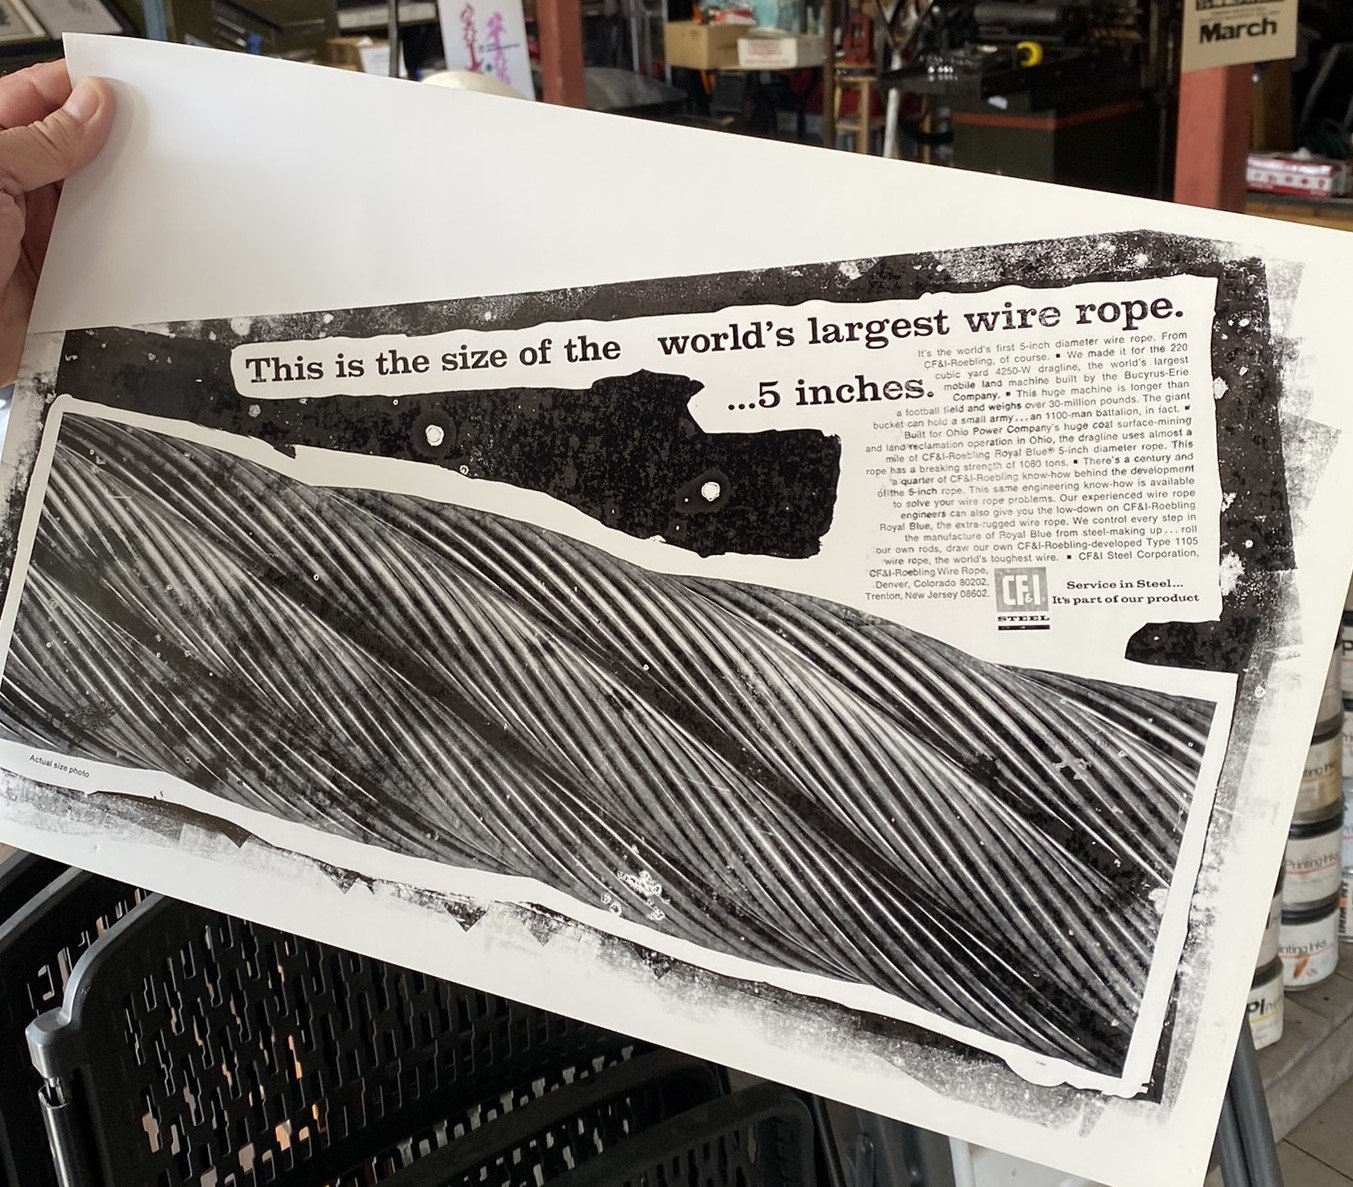 March
This is the size of the world's largest wire rope.
...5 inches.
It's the world's first 5-inch diameter wire rope. From
CF&I-Roebling, of course. ▪ We made it for the 220
cubic yard 4250-W dragline, the world's largest
mobile land machine built by the Bucyrus-Erie
Company. ▪ This huge machine is longer than
a football field and weighs over 30-million pounds. The giant
bucket can hold a small army...an 1100-man battalion, in fact. ▪
Built for Ohio Power Company's huge coal surface-mining
and land reclamation operation in Ohio, the dragline uses almost a
mile of CF&I-Roebling Royal Blue® 5-inch diameter rope. This
rope has a breaking strength of 1080 tons. ▪ There's a century and
a quarter of CF&I-Roebling know-how behind the development
of the 5-inch rope. This same engineering know-how is available
to solve your wire rope problems. Our experienced wire rope
engineers can also give you the low-down on CF&I-Roebling
Royal Blue, the extra-rugged wire rope. We control every step in
the manufacture of Royal Blue from steel-making up...roll
our own rods, draw our own CF&I-Roebling-developed Type 1105
wire rope, the world's toughest wire. ▪ CF&I Steel Corporation,
CF&I-Roebling Wire Rope,
Denver, Colorado 80202,
Trenton, New Jersey 08602.
CF&I
STEEL
Service in Steel...
It's part of our product
Actual size photo
Printing Inks